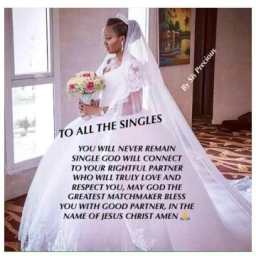 By Sis Precious
TO ALL THE SINGLES
YOU WILL NEVER REMAIN
SINGLE GOD WILL CONNECT
TO YOUR RIGHTFUL PARTNER
WHO WILL TRULY LOVE AND
RESPECT YOU, MAY GOD THE
GREATEST MATCHMAKER BLESS
YOU WITH GOOD PARTNER, IN THE
NAME OF JESUS CHRIST AMEN 🙏